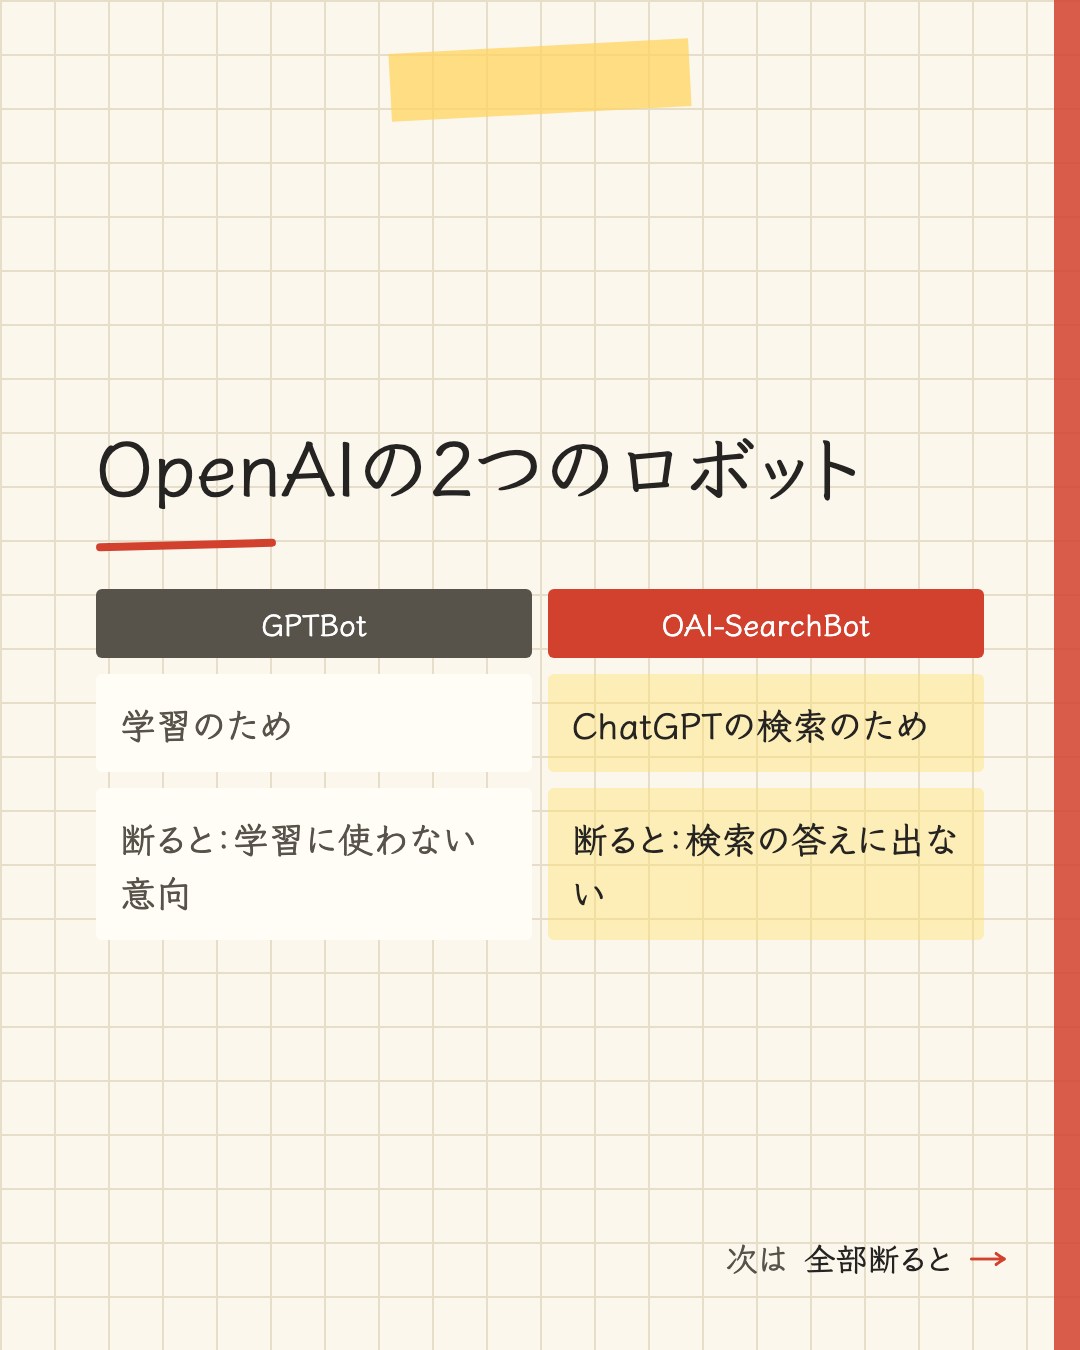 OpenAIの2つのロボット
GPTBot
OAI-SearchBot
学習のため
ChatGPTの検索のため
断ると：学習に使わない
意向
断ると：検索の答えに出な
い
次は 全部断ると →